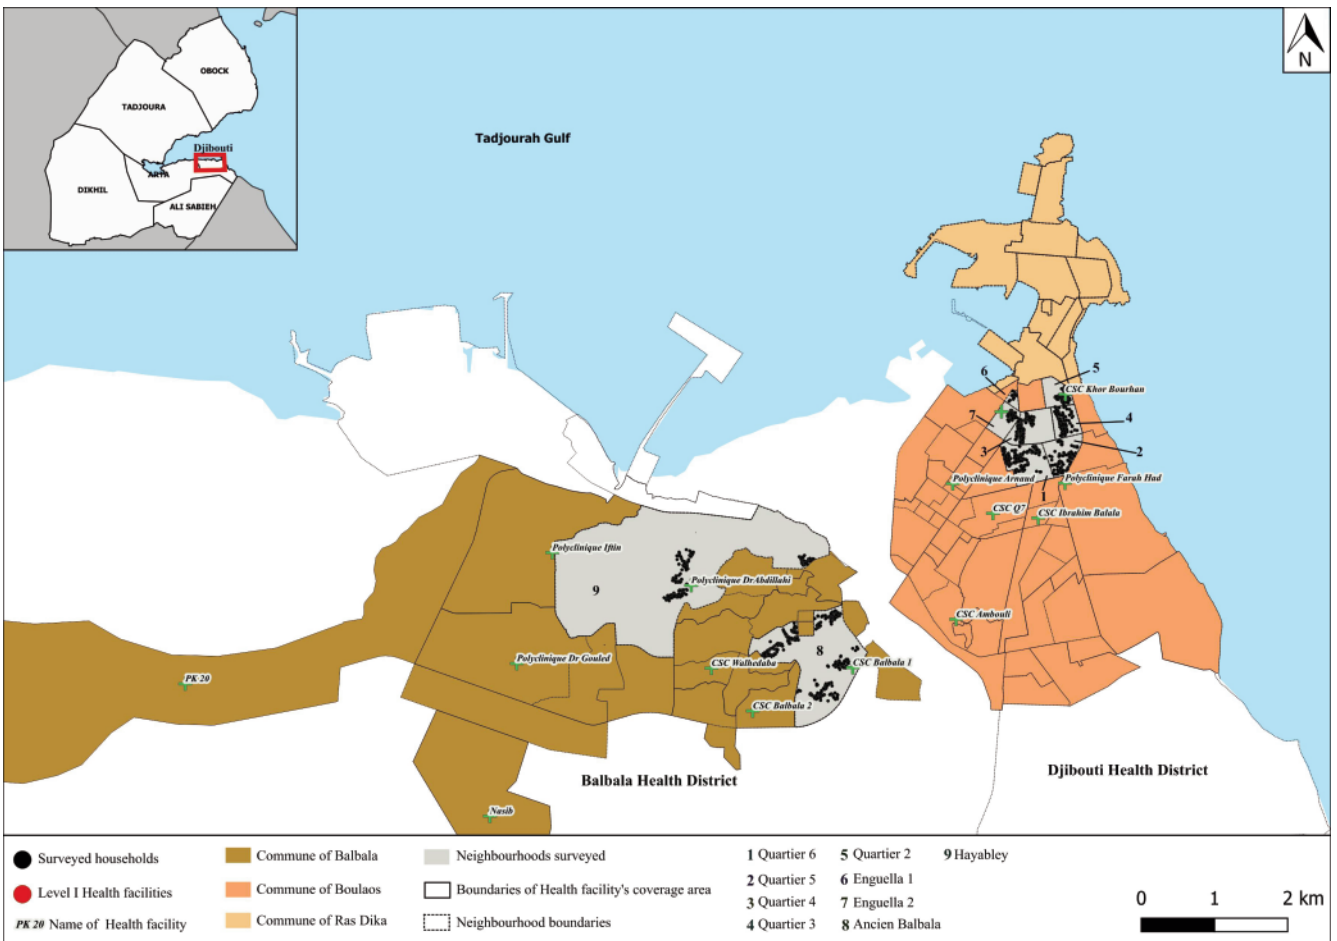 OBOCK
TADJOURA
Djibouti
ARTA
DIKHIL
ALI SABIEH
N
Tadjourah Gulf
5
6
CSC Khor Bourhan
7
4
3
2
Polyclinique Arnaud
Polyclinique Farah Had
1
CSC Q7
CSC Ibrahim Balala
Polyclinique Iftin
Polyclinique Dr Abdillahi
9
CSC Ambouli
8
Polyclinique Dr Gouled
CSC Walhedaba
CSC Balbala 1
PK 20
CSC Balbala 2
Balbala Health District
Djibouti Health District
Nasib
Surveyed households
Level I Health facilities
PK 20 Name of Health facility
Commune of Balbala
Commune of Boulaos
Commune of Ras Dika
Neighbourhoods surveyed
Boundaries of Health facility's coverage area
Neighbourhood boundaries
1 Quartier 6
2 Quartier 5
3 Quartier 4
4 Quartier 3
5 Quartier 2
6 Enguella 1
7 Enguella 2
8 Ancien Balbala
9 Hayabley
0 1 2 km